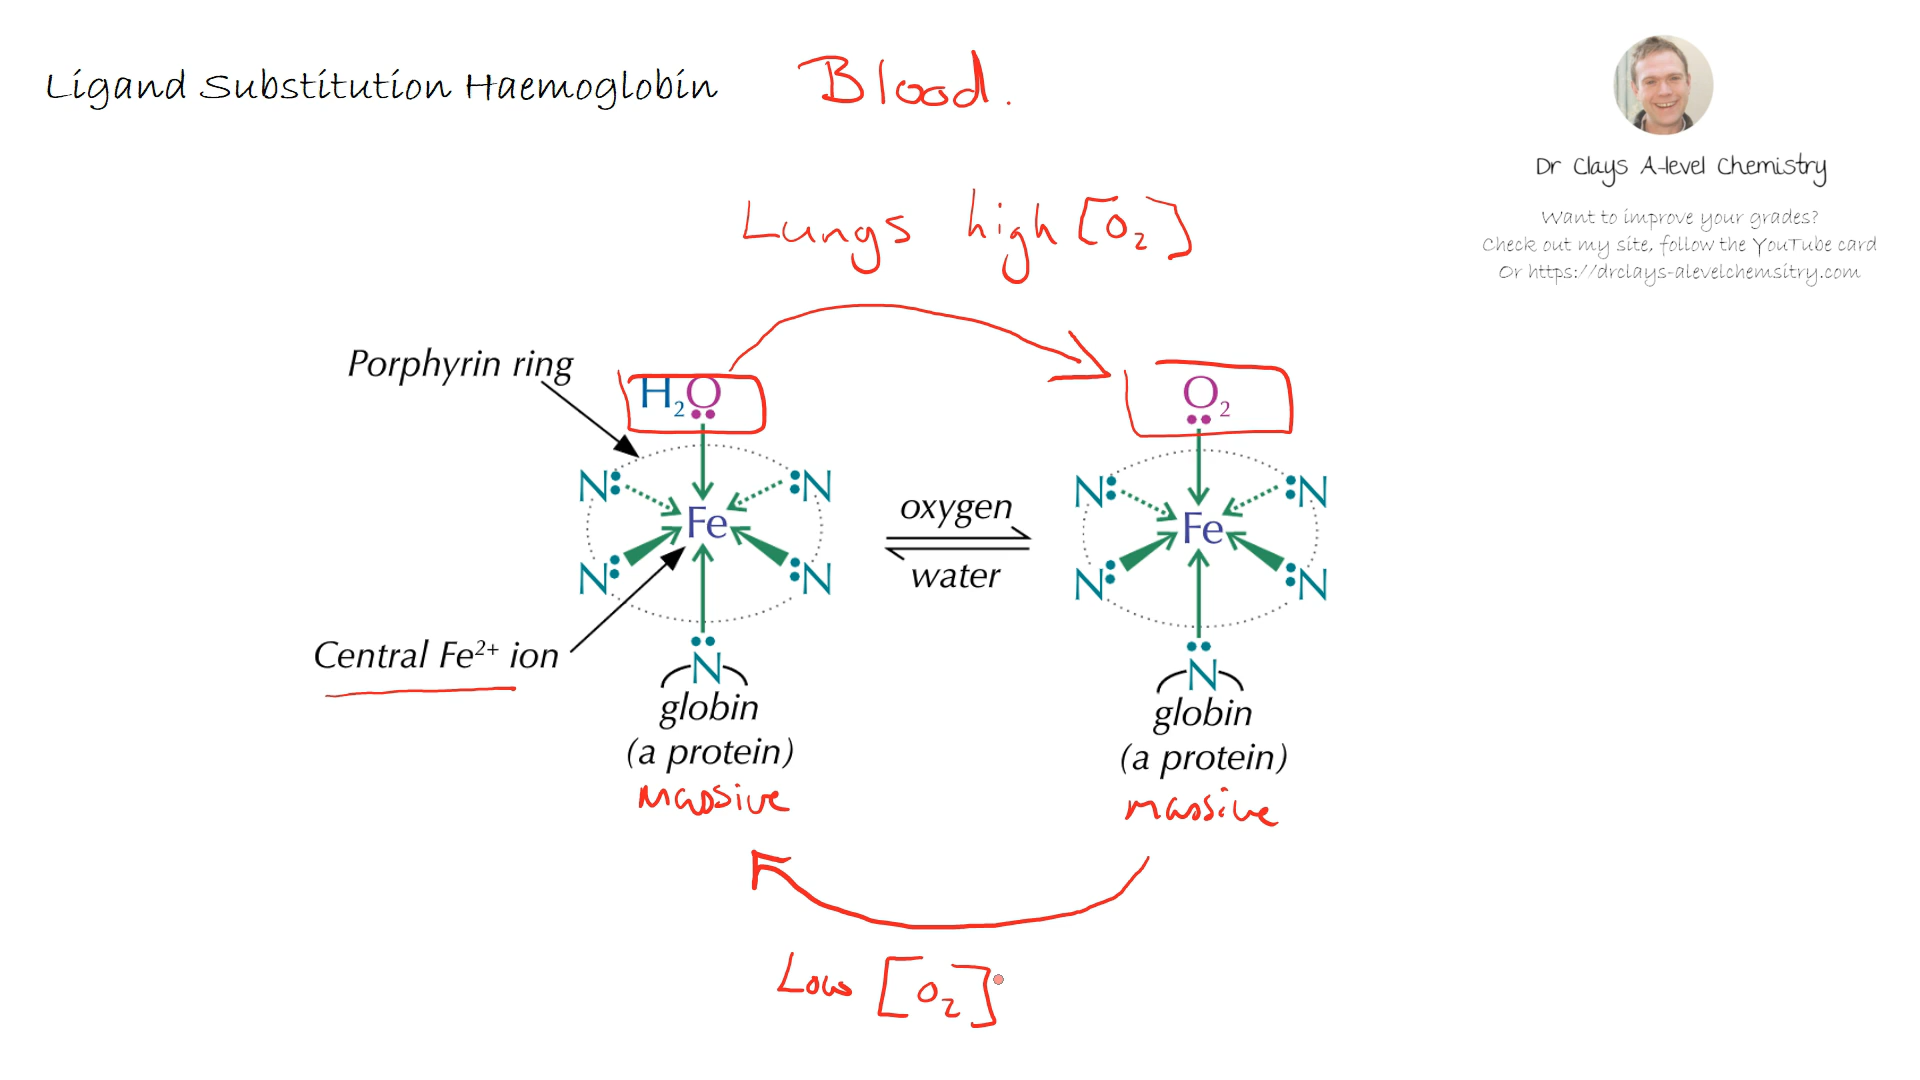 Ligand Substitution Haemoglobin
Blood.
Dr Clays A-level Chemistry
Want to improve your grades?
Check out my site, follow the YouTube card
Or https://drclays-alevelchemsitry.com
Lungs high [O₂]
Porphyrin ring
H₂O
O₂
N N
N N
Fe
Fe
oxygen
water
N N
N N
Central Fe²⁺ ion
N
globin
(a protein)
massive
N
globin
(a protein)
massive
Low [O₂]